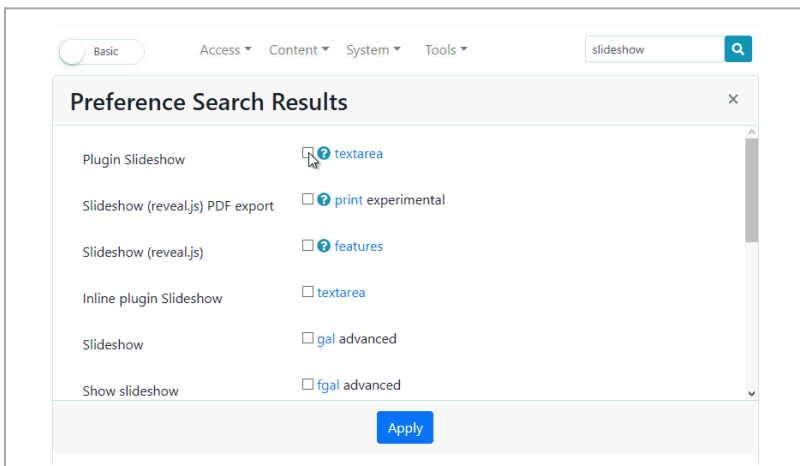 Basic Access Content System Tools slideshow
Preference Search Results ×
Plugin Slideshow ? textarea
Slideshow (reveal.js) PDF export ? print experimental
Slideshow (reveal.js) ? features
Inline plugin Slideshow textarea
Slideshow gal advanced
Show slideshow fgal advanced
Apply